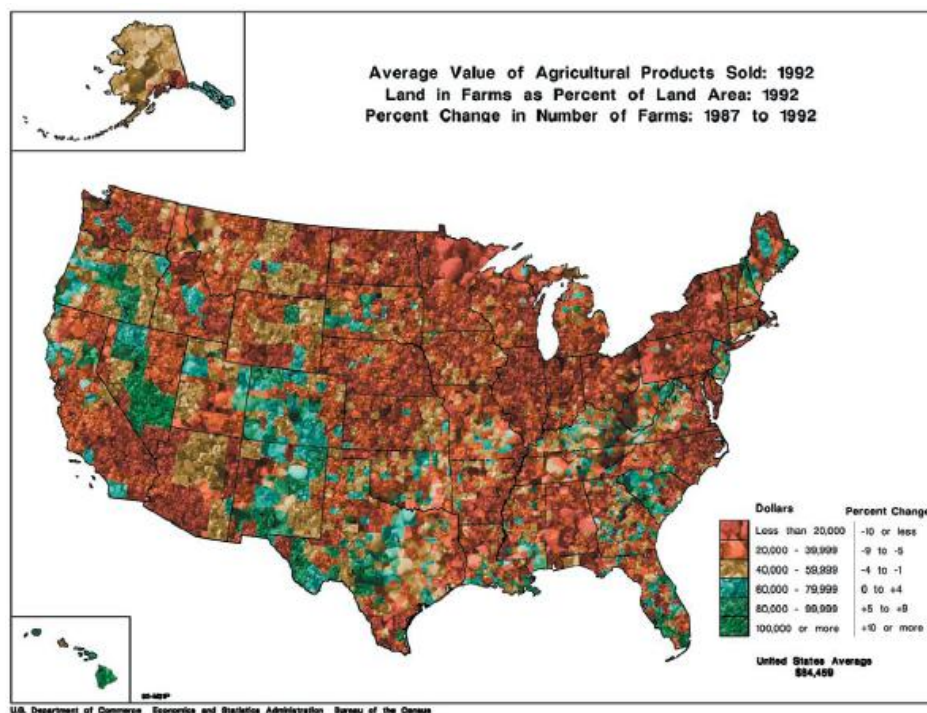 Average Value of Agricultural Products Sold: 1992
Land in Farms as Percent of Land Area: 1992
Percent Change in Number of Farms: 1987 to 1992
Dollars Percent Change
Less than 20,000 -10 or less
20,000 - 39,999 -9 to -5
40,000 - 59,999 -4 to -1
60,000 - 79,999 0 to +4
80,000 - 99,999 +5 to +9
100,000 or more +10 or more
United States Average
$84,459
U.S. Department of Commerce Economics and Statistics Administration Bureau of the Census